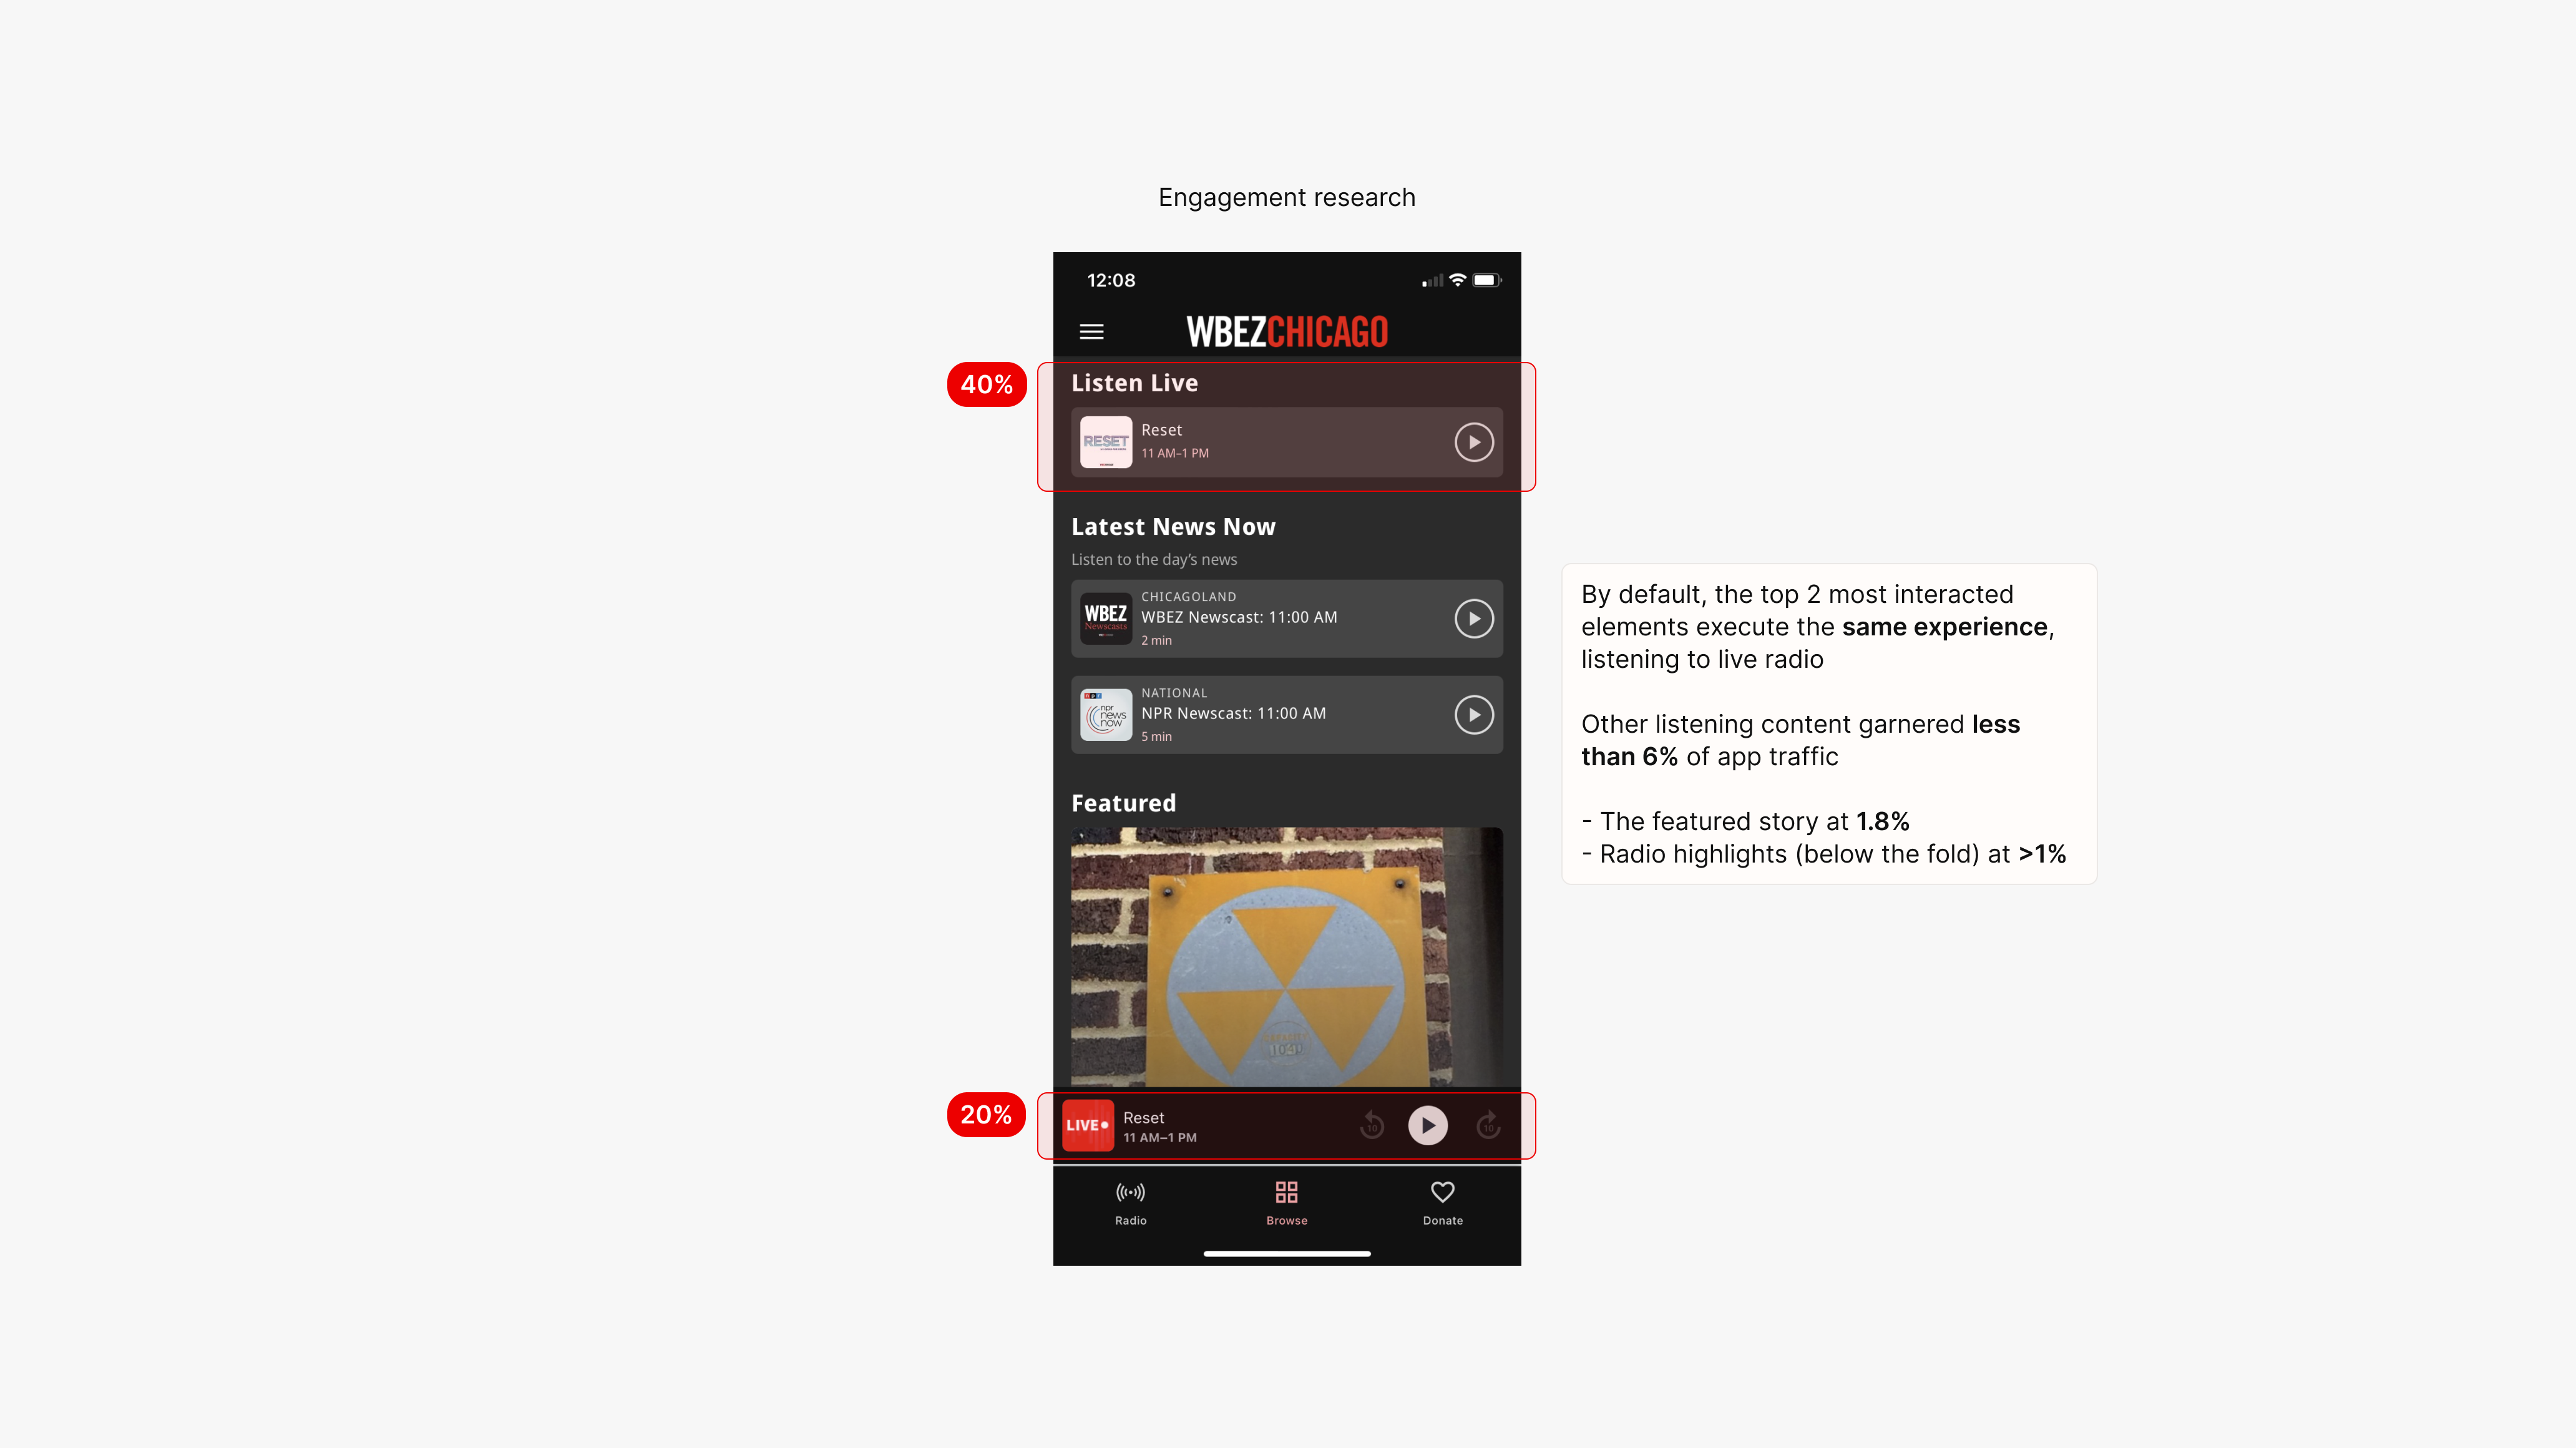 Engagement research
12:08
WBEZCHICAGO
40%
Listen Live
RESET
Reset
11 AM–1 PM
Latest News Now
Listen to the day's news
WBEZ
Newscasts
CHICAGOLAND
WBEZ Newscast: 11:00 AM
2 min
npr
news
now
NATIONAL
NPR Newscast: 11:00 AM
5 min
Featured
20%
LIVE
Reset
11 AM–1 PM
10
10
Radio
Browse
Donate
By default, the top 2 most interacted
elements execute the same experience,
listening to live radio
Other listening content garnered less
than 6% of app traffic
- The featured story at 1.8%
- Radio highlights (below the fold) at >1%